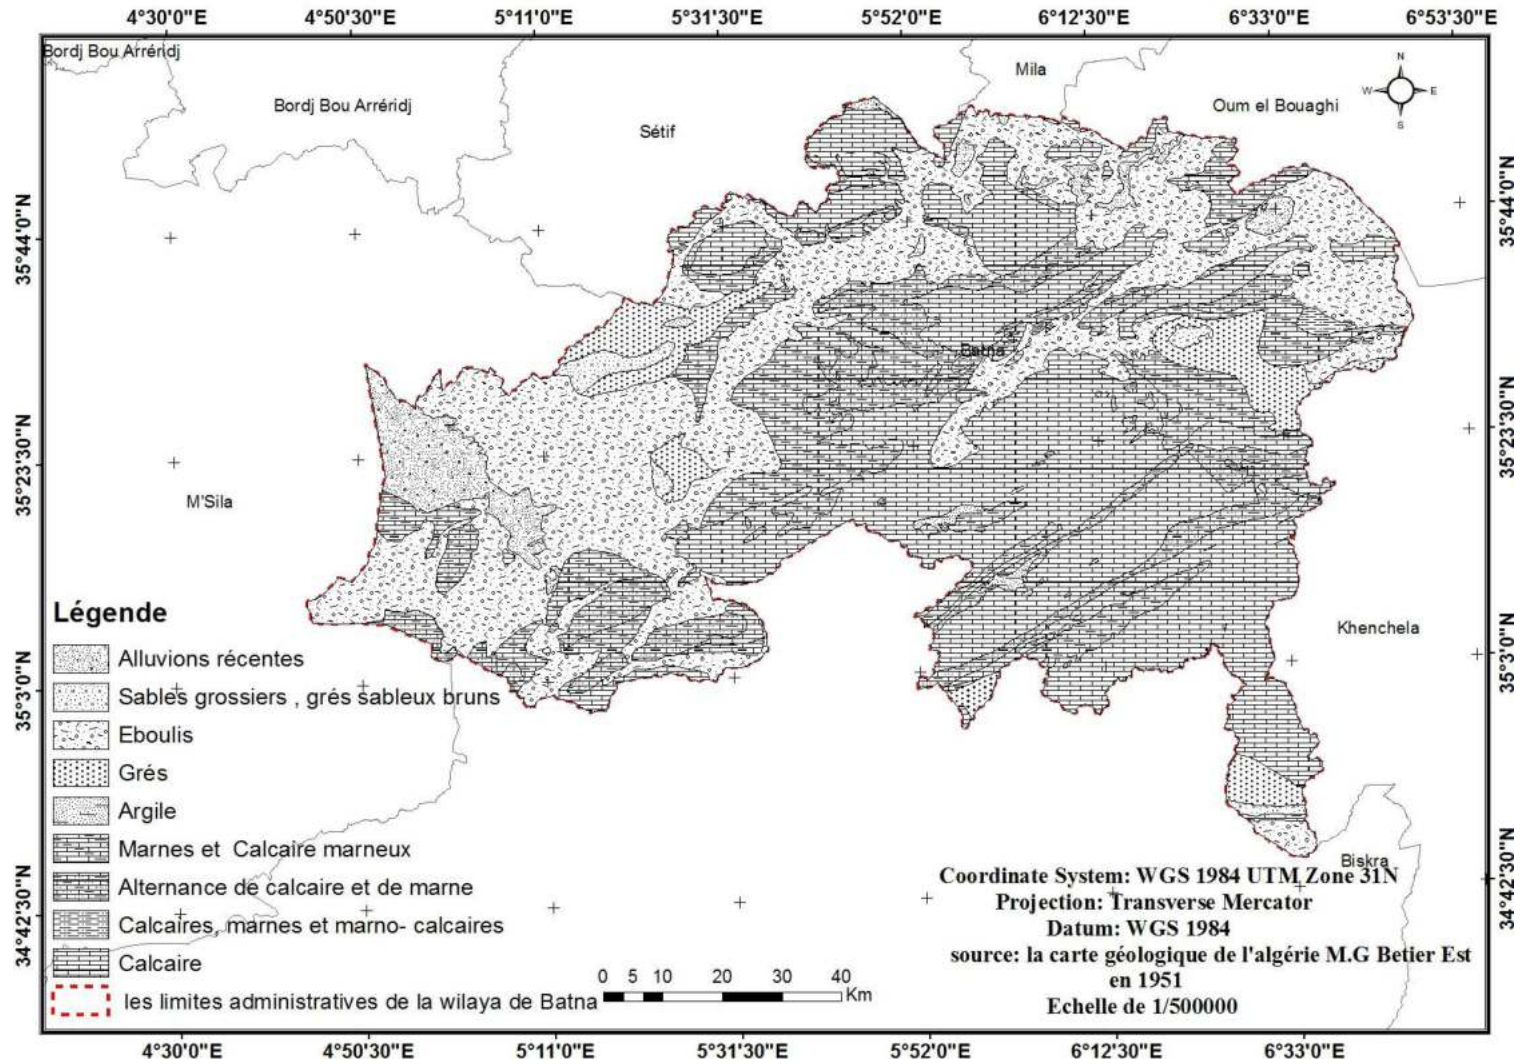 4°30'0"E 4°50'30"E 5°11'0"E 5°31'30"E 5°52'0"E 6°12'30"E 6°33'0"E 6°53'30"E
Bordj Bou Arréridj
Bordj Bou Arréridj
Sétif
Mila
Oum el Bouaghi
N
W E
S
35°44'0"N
35°44'0"N
Batna
35°23'30"N
35°23'30"N
M'Sila
Khenchela
35°3'0"N
35°3'0"N
Biskra
34°42'30"N
34°42'30"N
Légende
Alluvions récentes
Sables grossiers , grés sableux bruns
Eboulis
Grés
Argile
Marnes et Calcaire marneux
Alternance de calcaire et de marne
Calcaires, marnes et marno- calcaires
Calcaire
les limites administratives de la wilaya de Batna
0 5 10 20 30 40
Km
Coordinate System: WGS 1984 UTM Zone 31N
Projection: Transverse Mercator
Datum: WGS 1984
source: la carte géologique de l'algérie M.G Betier Est
en 1951
Echelle de 1/500000
4°30'0"E 4°50'30"E 5°11'0"E 5°31'30"E 5°52'0"E 6°12'30"E 6°33'0"E